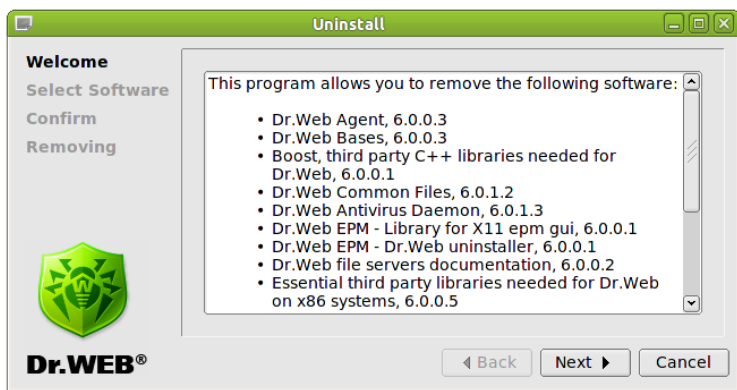 Uninstall
Welcome
Select Software
Confirm
Removing
This program allows you to remove the following software:
• Dr.Web Agent, 6.0.0.3
• Dr.Web Bases, 6.0.0.3
• Boost, third party C++ libraries needed for
Dr.Web, 6.0.0.1
• Dr.Web Common Files, 6.0.1.2
• Dr.Web Antivirus Daemon, 6.0.1.3
• Dr.Web EPM - Library for X11 epm gui, 6.0.0.1
• Dr.Web EPM - Dr.Web uninstaller, 6.0.0.1
• Dr.Web file servers documentation, 6.0.0.2
• Essential third party libraries needed for Dr.Web
on x86 systems, 6.0.0.5
Dr.WEB®
Back Next Cancel